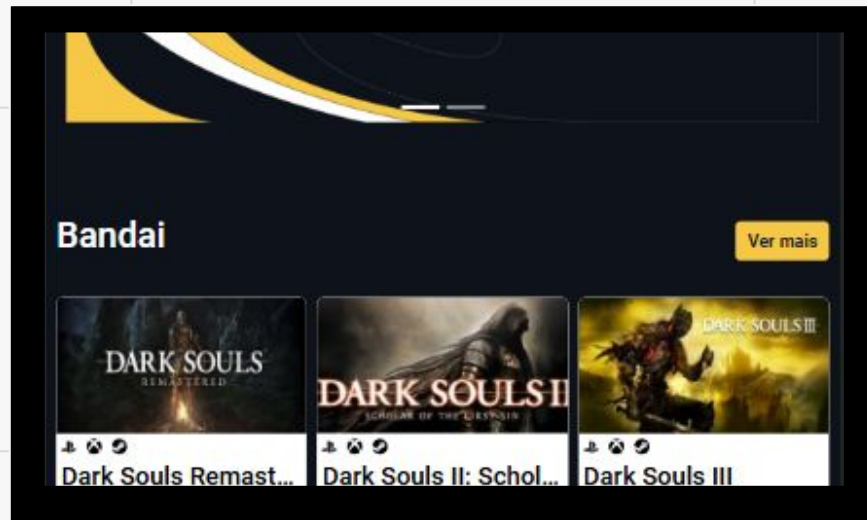 Bandai
Ver mais
DARK SOULS
REMASTERED
DARK SOULS II
SCHOLAR OF THE FIRST SIN
DARK SOULS III
Dark Souls Remast...
Dark Souls II: Schol...
Dark Souls III